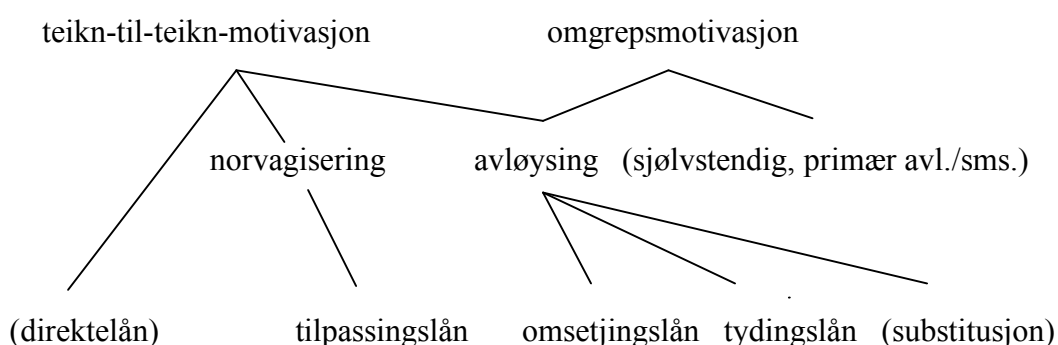 teikn-til-teikn-motivasjon omgrepsmotivasjon
norvagisering avløysing (sjølvstendig, primær avl./sms.)
(direktelån) tilpassingslån omsetjingslån tydingslån (substitusjon)